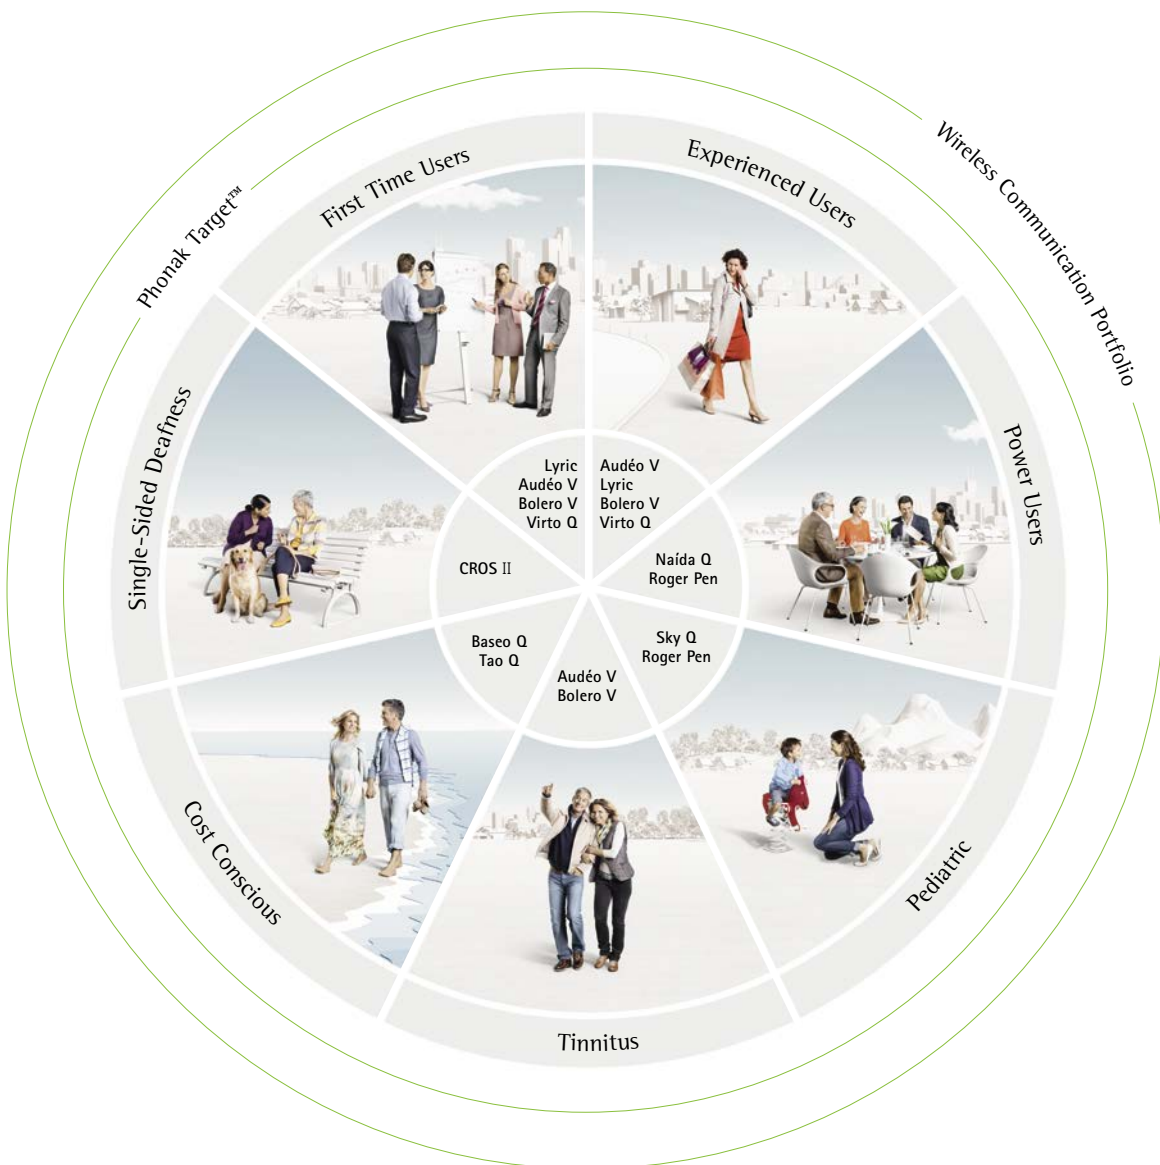 Wireless Communication Portfolio
Phonak Target™
First Time Users
Experienced Users
Power Users
Pediatric
Tinnitus
Cost Conscious
Single-Sided Deafness
Lyric
Audéo V
Bolero V
Virto Q
Audéo V
Lyric
Bolero V
Virto Q
Naída Q
Roger Pen
Sky Q
Roger Pen
Audéo V
Bolero V
Baseo Q
Tao Q
CROS II